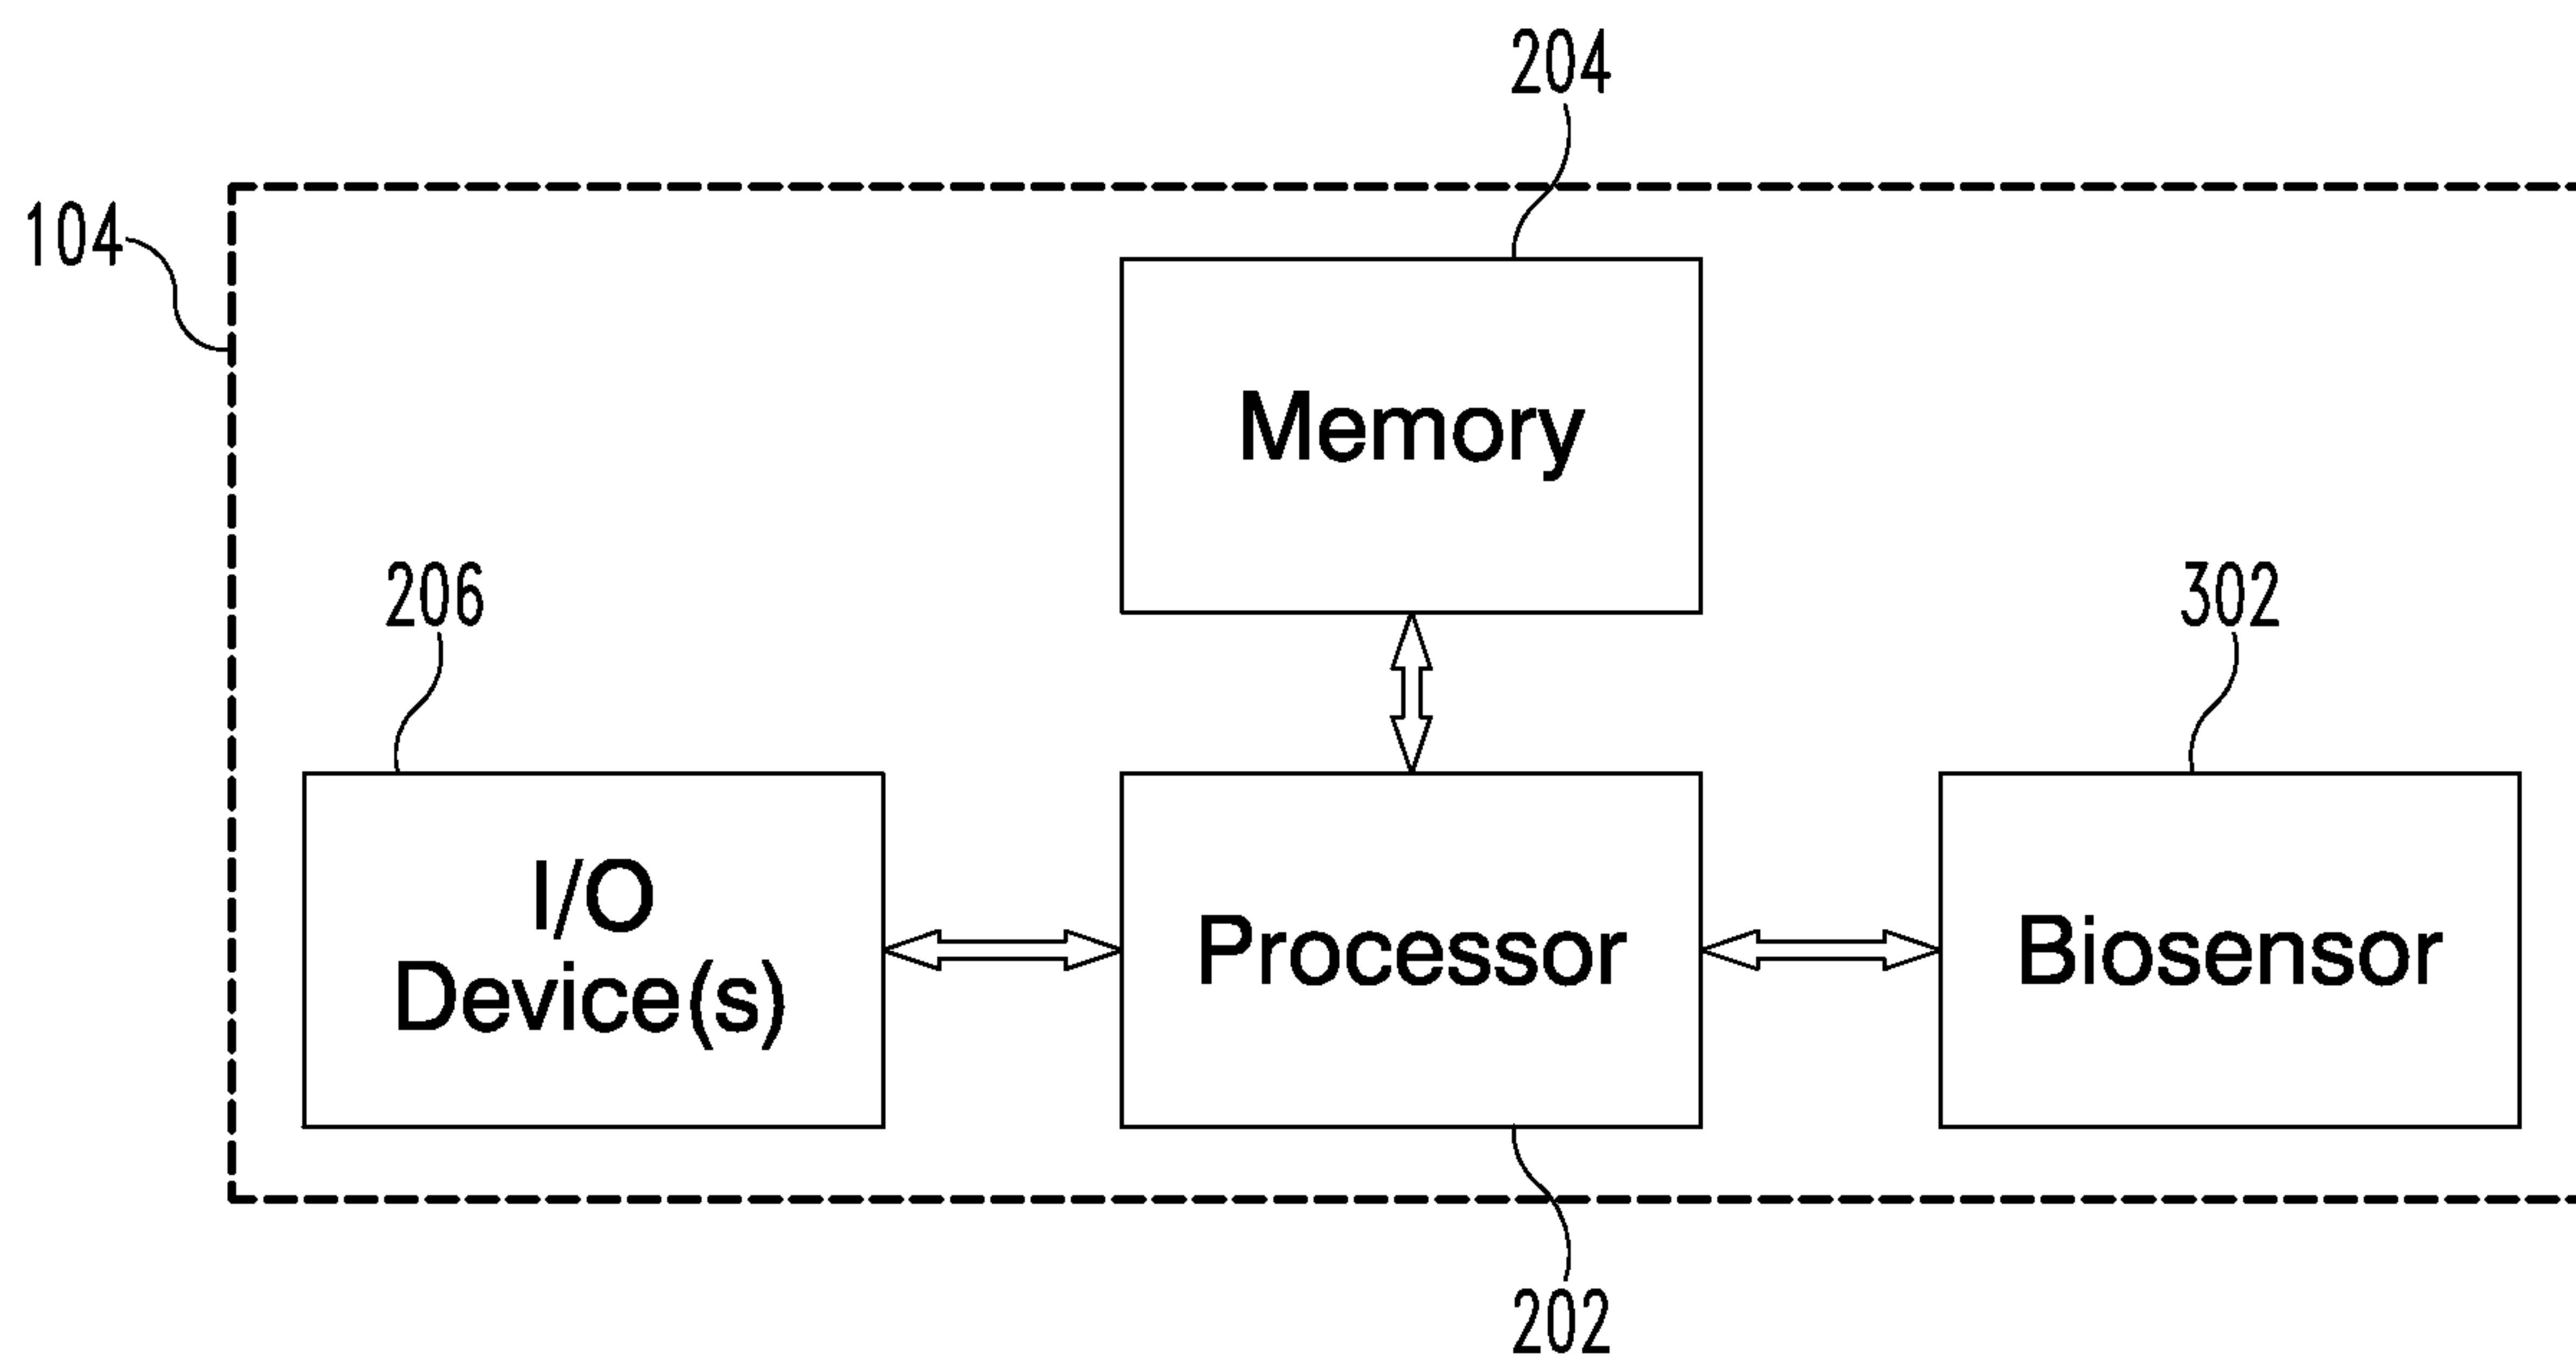 204
104
Memory
206
302
I/O
Device(s)
Processor
Biosensor
202